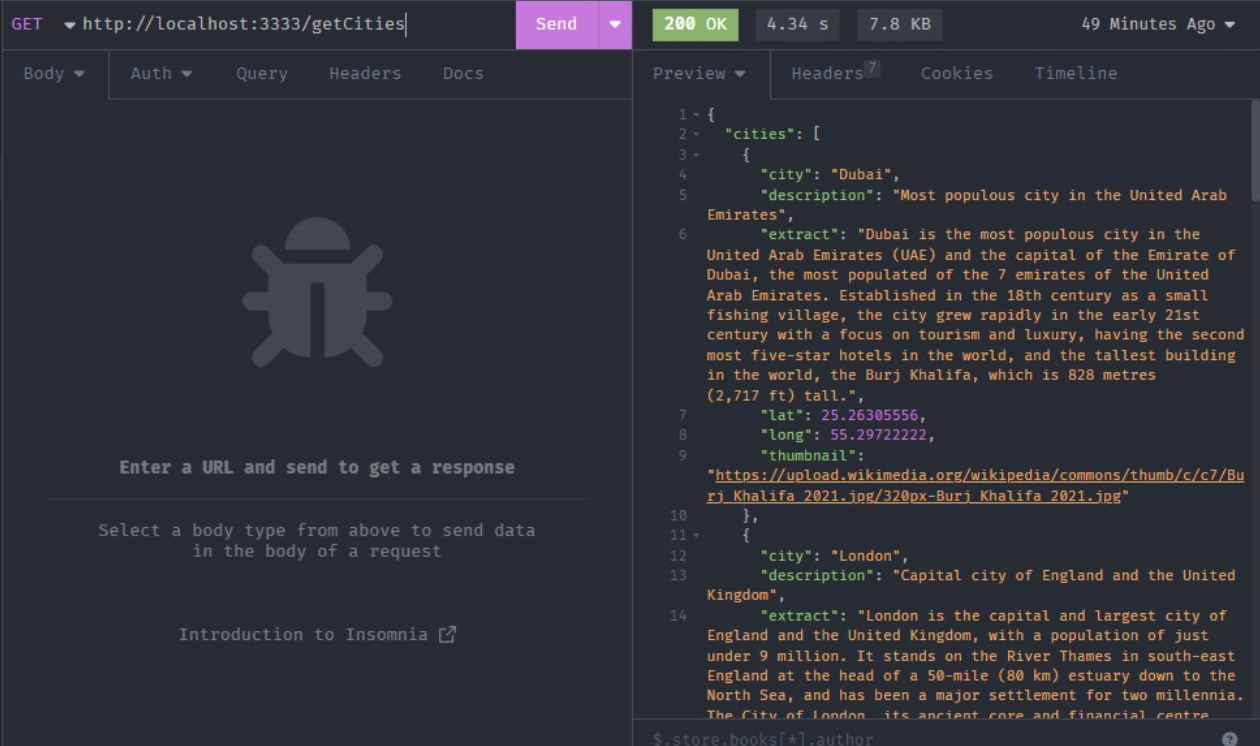 GET http://localhost:3333/getCities Send 200 OK 4.34 s 7.8 KB 49 Minutes Ago
Body Auth Query Headers Docs
Preview Headers 7 Cookies Timeline
Enter a URL and send to get a response
Select a body type from above to send data
in the body of a request
Introduction to Insomnia
1 {
2 "cities": [
3 {
4 "city": "Dubai",
5 "description": "Most populous city in the United Arab
Emirates",
6 "extract": "Dubai is the most populous city in the
United Arab Emirates (UAE) and the capital of the Emirate of
Dubai, the most populated of the 7 emirates of the United
Arab Emirates. Established in the 18th century as a small
fishing village, the city grew rapidly in the early 21st
century with a focus on tourism and luxury, having the second
most five-star hotels in the world, and the tallest building
in the world, the Burj Khalifa, which is 828 metres
(2,717 ft) tall.",
7 "lat": 25.26305556,
8 "long": 55.29722222,
9 "thumbnail":
"https://upload.wikimedia.org/wikipedia/commons/thumb/c/c7/Bu
rj_Khalifa_2021.jpg/320px-Burj_Khalifa_2021.jpg"
10 },
11 {
12 "city": "London",
13 "description": "Capital city of England and the United
Kingdom",
14 "extract": "London is the capital and largest city of
England and the United Kingdom, with a population of just
under 9 million. It stands on the River Thames in south-east
England at the head of a 50-mile (80 km) estuary down to the
North Sea, and has been a major settlement for two millennia.
The City of London, its ancient core and financial centre
$.store.books[*].author ?